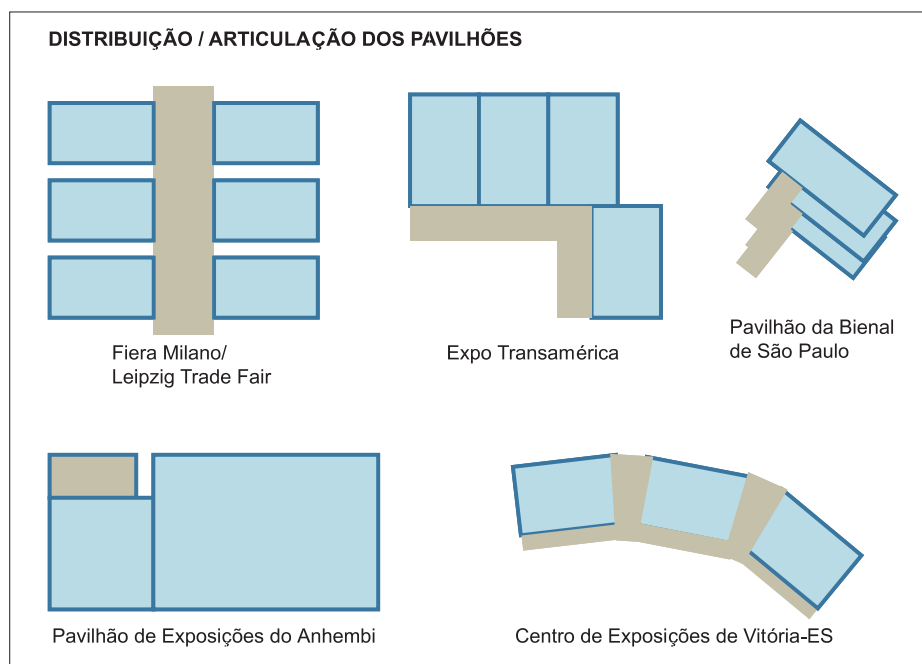 DISTRIBUIÇÃO / ARTICULAÇÃO DOS PAVILHÕES
Fiera Milano/
Leipzig Trade Fair
Expo Transamérica
Pavilhão da Bienal
de São Paulo
Pavilhão de Exposições do Anhembi
Centro de Exposições de Vitória-ES